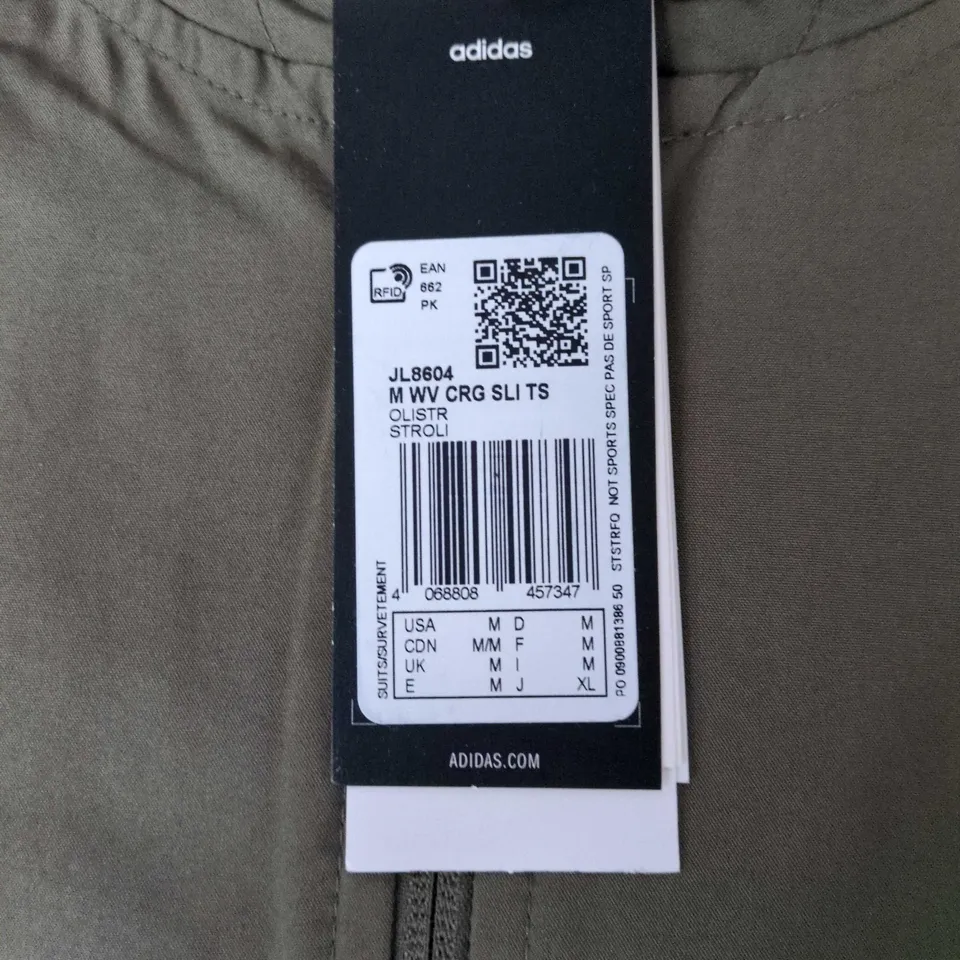 adidas
RFID
EAN
662
PK
JL8604
M WV CRG SLI TS
OLISTR
STROLI
4 068808 457347
SUITS/SURVETEMENT
PO 0900881386 50 STSTRFQ NOT SPORTS SPEC PAS DE SPORT SP
USA M D M
CDN M/M F M
UK M I M
E M J XL
ADIDAS.COM